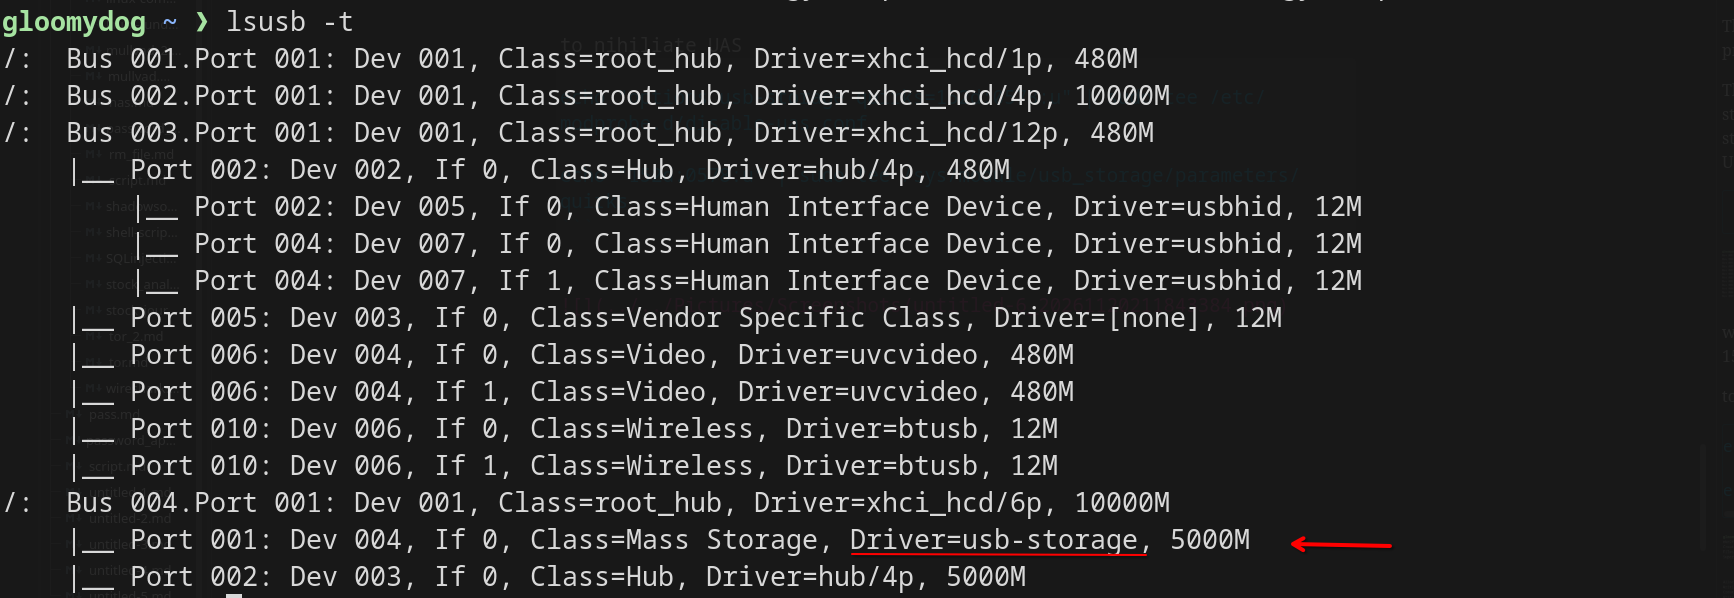 gloomydog ~ ❯ lsusb -t
/:  Bus 001.Port 001: Dev 001, Class=root_hub, Driver=xhci_hcd/1p, 480M
/:  Bus 002.Port 001: Dev 001, Class=root_hub, Driver=xhci_hcd/4p, 10000M
/:  Bus 003.Port 001: Dev 001, Class=root_hub, Driver=xhci_hcd/12p, 480M
    |__ Port 002: Dev 002, If 0, Class=Hub, Driver=hub/4p, 480M
        |__ Port 002: Dev 005, If 0, Class=Human Interface Device, Driver=usbhid, 12M
        |__ Port 004: Dev 007, If 0, Class=Human Interface Device, Driver=usbhid, 12M
        |__ Port 004: Dev 007, If 1, Class=Human Interface Device, Driver=usbhid, 12M
    |__ Port 005: Dev 003, If 0, Class=Vendor Specific Class, Driver=[none], 12M
    |__ Port 006: Dev 004, If 0, Class=Video, Driver=uvcvideo, 480M
    |__ Port 006: Dev 004, If 1, Class=Video, Driver=uvcvideo, 480M
    |__ Port 010: Dev 006, If 0, Class=Wireless, Driver=btusb, 12M
    |__ Port 010: Dev 006, If 1, Class=Wireless, Driver=btusb, 12M
/:  Bus 004.Port 001: Dev 001, Class=root_hub, Driver=xhci_hcd/6p, 10000M
    |__ Port 001: Dev 004, If 0, Class=Mass Storage, Driver=usb-storage, 5000M
    |__ Port 002: Dev 003, If 0, Class=Hub, Driver=hub/4p, 5000M